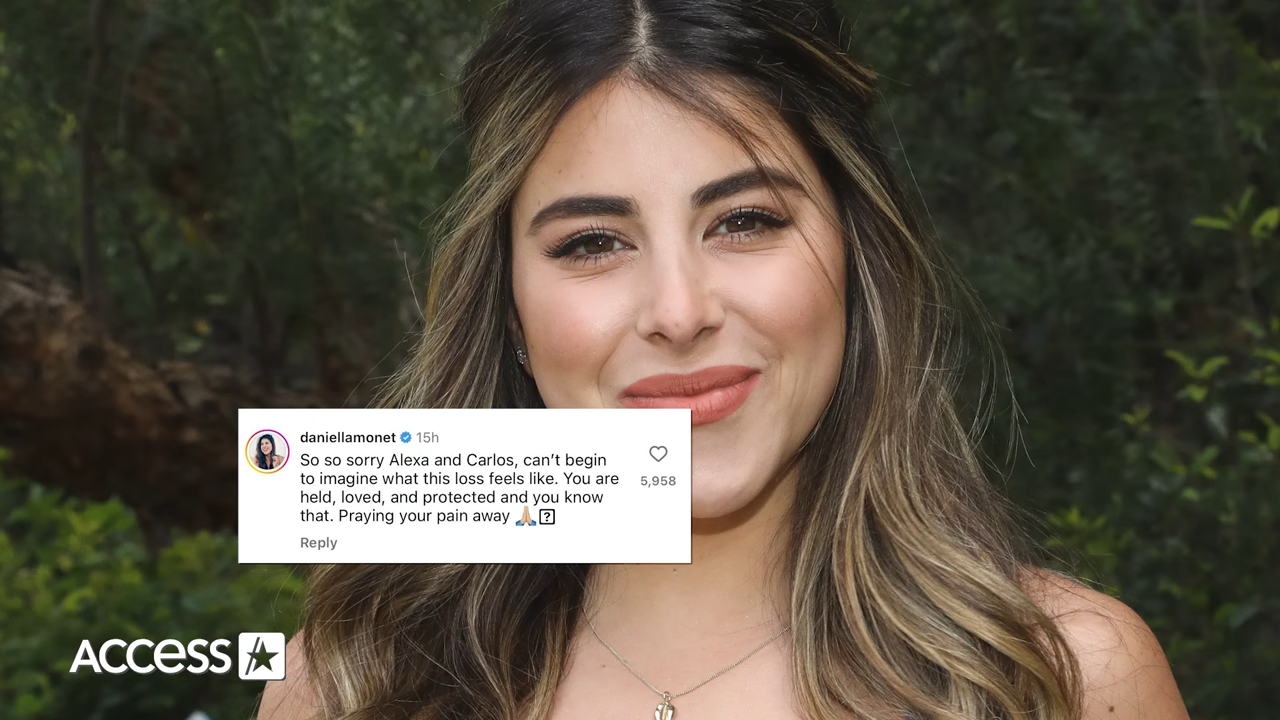 daniellamonet 15h
So so sorry Alexa and Carlos, can’t begin
to imagine what this loss feels like. You are
held, loved, and protected and you know
that. Praying your pain away 🙏🏼
5,958
Reply
ACCESS